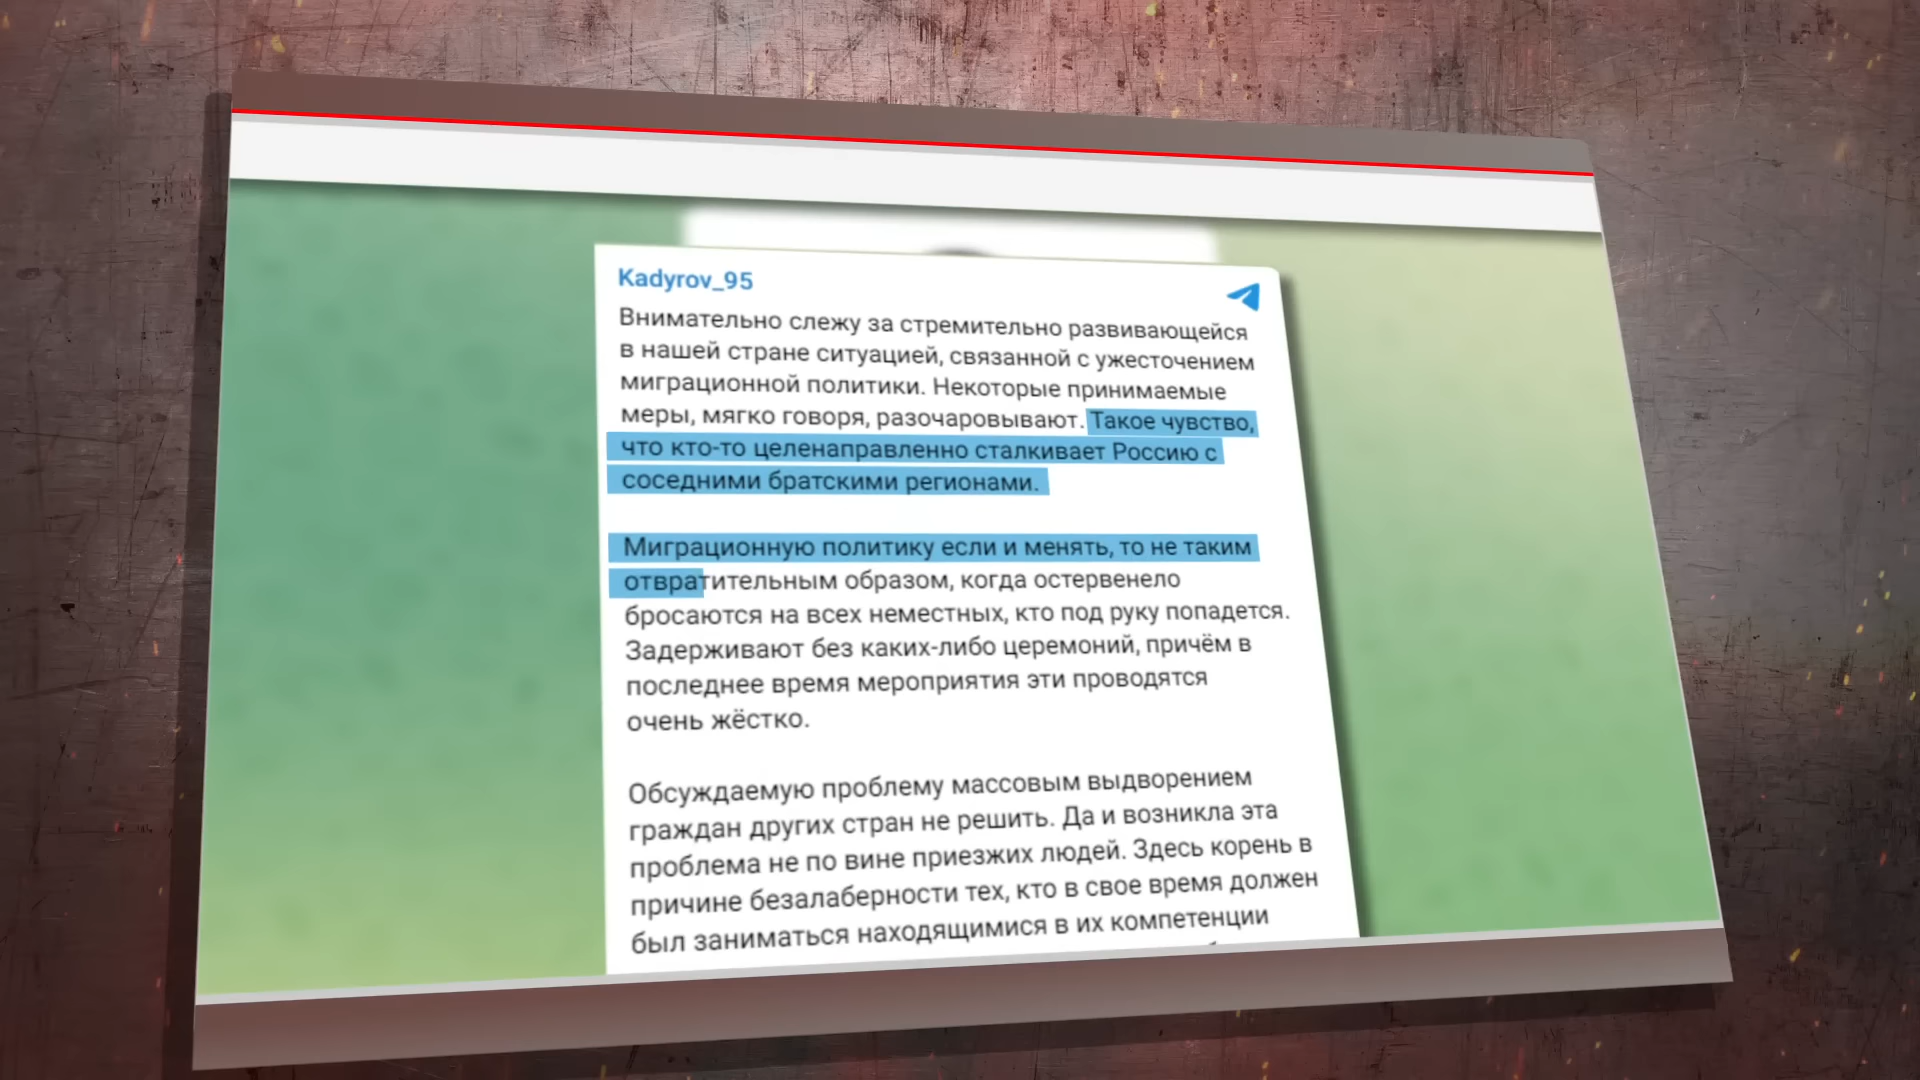 Kadyrov_95
Внимательно слежу за стремительно развивающейся
в нашей стране ситуацией, связанной с ужесточением
миграционной политики. Некоторые принимаемые
меры, мягко говоря, разочаровывают. Такое чувство,
что кто-то целенаправленно сталкивает Россию с
соседними братскими регионами.
Миграционную политику если и менять, то не таким
отвратительным образом, когда остервенело
бросаются на всех неместных, кто под руку попадется.
Задерживают без каких-либо церемоний, причём в
последнее время мероприятия эти проводятся
очень жёстко.
Обсуждаемую проблему массовым выдворением
граждан других стран не решить. Да и возникла эта
проблема не по вине приезжих людей. Здесь корень в
причине безалаберности тех, кто в свое время должен
был заниматься находящимися в их компетенции